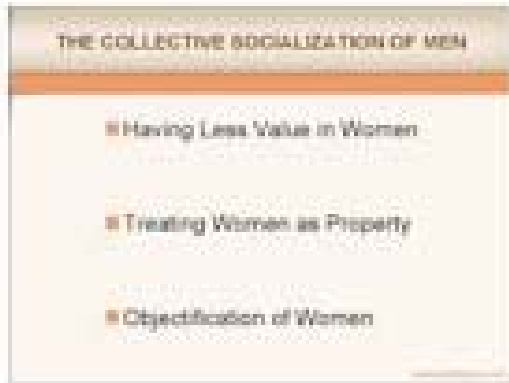 THE COLLECTIVE SOCIALIZATION OF MEN
Having Less Value in Women
Treating Women as Property
Objectification of Women